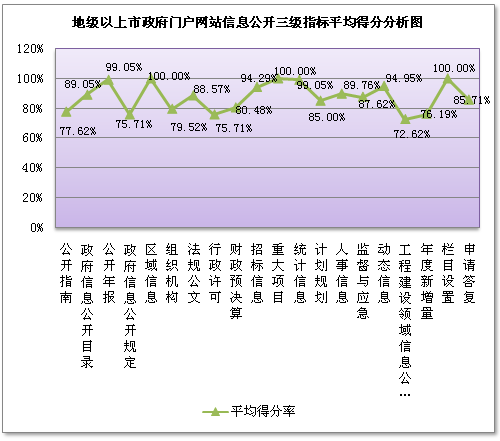 地级以上市政府门户网站信息公开三级指标平均得分分析图
120%
100%
80%
60%
40%
20%
0%
77.62%
89.05%
99.05%
75.71%
100.00%
79.52%
88.57%
75.71%
80.48%
94.29%
100.00%
99.05%
85.00%
89.76%
87.62%
94.95%
72.62%
76.19%
100.00%
85.71%
公开指南
政府信息公开目录
公开年报
政府信息公开规定
区域信息
组织机构
法规公文
行政许可
财政预决算
招标信息
重大项目
统计信息
计划规划
人事信息
监督与应急
动态信息
工程建设领域信息公…
年度新增量
栏目设置
申请答复
平均得分率